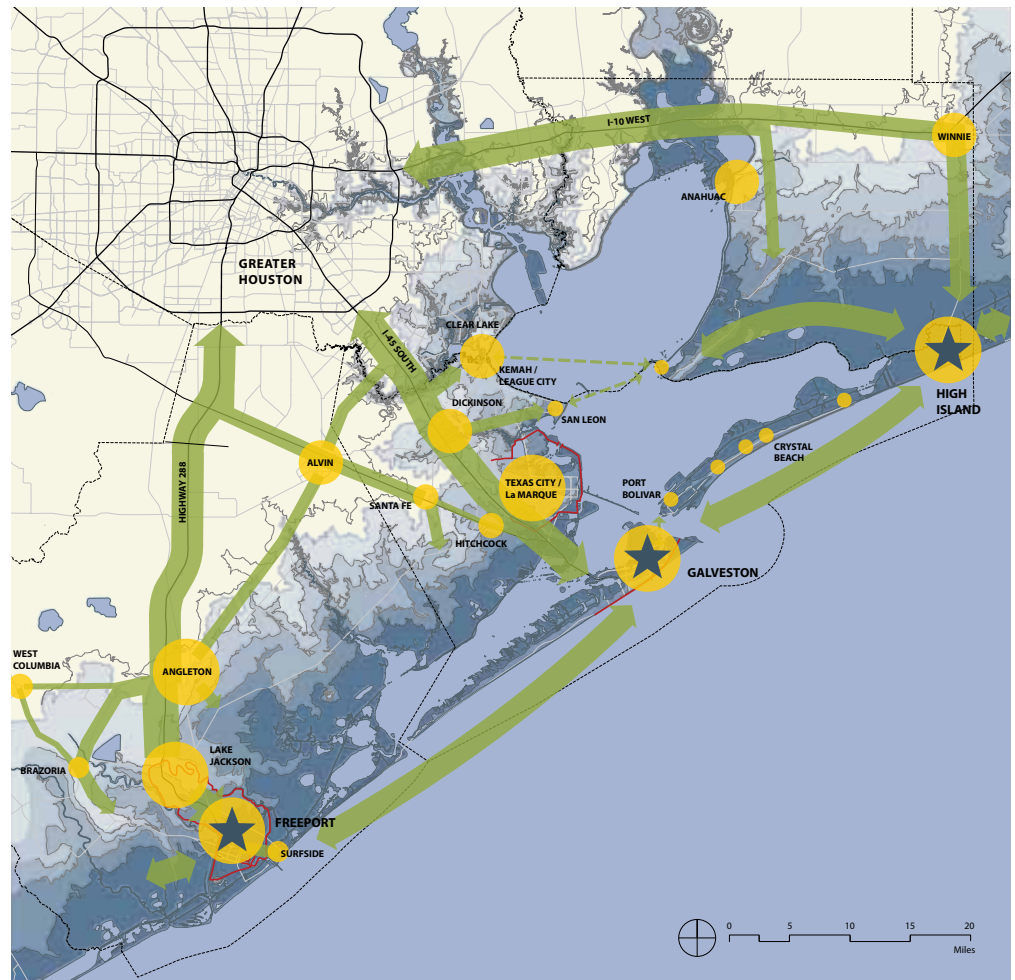 I-10 WEST
WINNIE
ANAHUAC
GREATER
HOUSTON
CLEAR LAKE
I-45 SOUTH
KEMAH /
LEAGUE CITY
HIGH
ISLAND
DICKINSON
SAN LEON
CRYSTAL
BEACH
ALVIN
HIGHWAY 288
TEXAS CITY /
La MARQUE
PORT
BOLIVAR
SANTA FE
HITCHCOCK
GALVESTON
WEST
COLUMBIA
ANGLETON
LAKE
JACKSON
BRAZORIA
FREEPORT
SURFSIDE
0 5 10 20
Miles